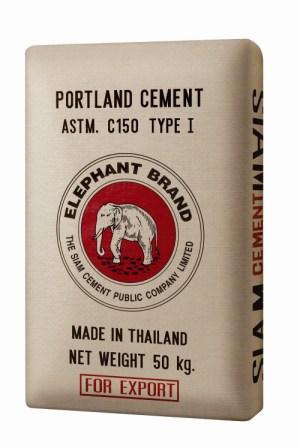 PORTLAND CEMENT
ASTM. C150 TYPE I
ELEPHANT BRAND
THE SIAM CEMENT PUBLIC COMPANY LIMITED
MADE IN THAILAND
NET WEIGHT 50 kg.
FOR EXPORT
SIAM CEMENT SIAM